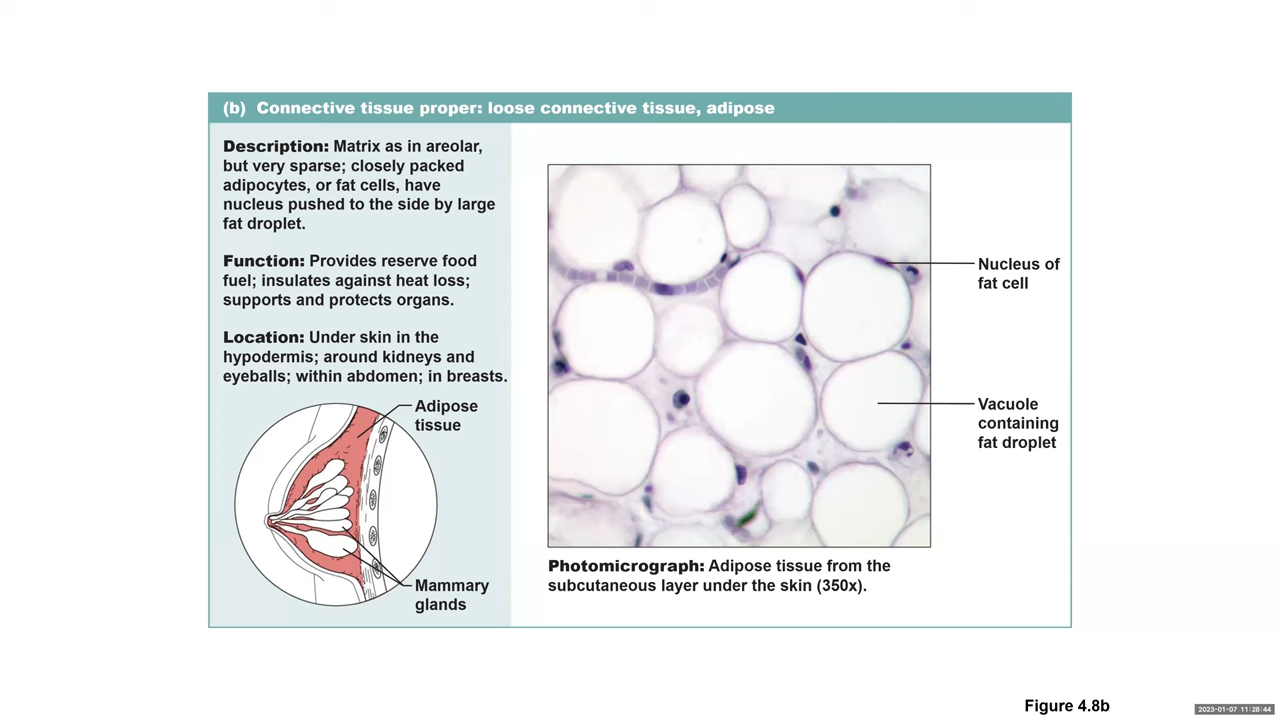 (b) Connective tissue proper: loose connective tissue, adipose
Description: Matrix as in areolar,
but very sparse; closely packed
adipocytes, or fat cells, have
nucleus pushed to the side by large
fat droplet.
Function: Provides reserve food
fuel; insulates against heat loss;
supports and protects organs.
Location: Under skin in the
hypodermis; around kidneys and
eyeballs; within abdomen; in breasts.
Adipose
tissue
Mammary
glands
Nucleus of
fat cell
Vacuole
containing
fat droplet
Photomicrograph: Adipose tissue from the
subcutaneous layer under the skin (350x).
Figure 4.8b
2023-01-07 11:28:44